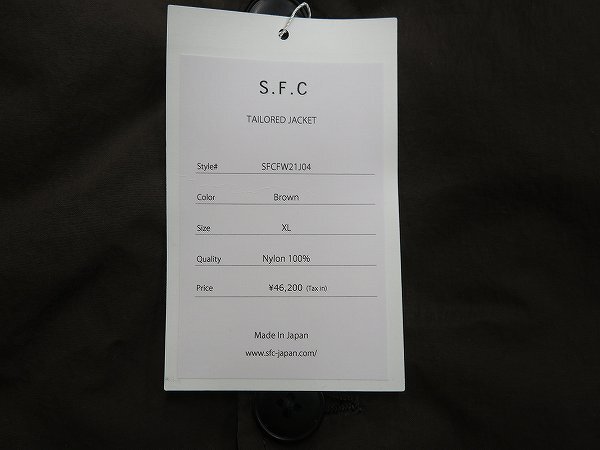 S.F.C
TAILORED JACKET
Style# SFCFW21J04
Color Brown
Size XL
Quality Nylon 100%
Price ¥46,200 (Tax in)
Made In Japan
www.sfc-japan.com/